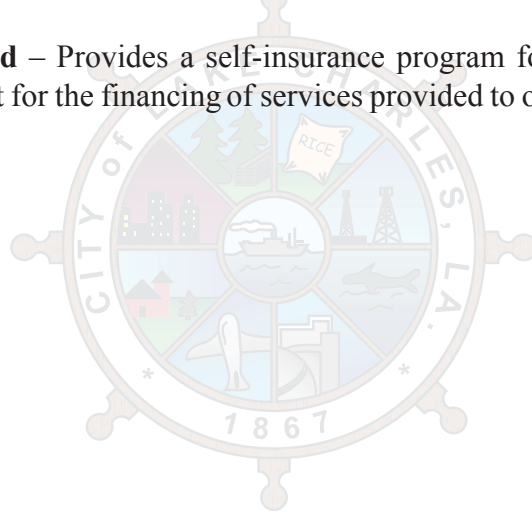 d – Provides a self-insurance program fo
t for the financing of services provided to o
CITY of LAKE CHARLES, LA.
RICE
* 1867 *